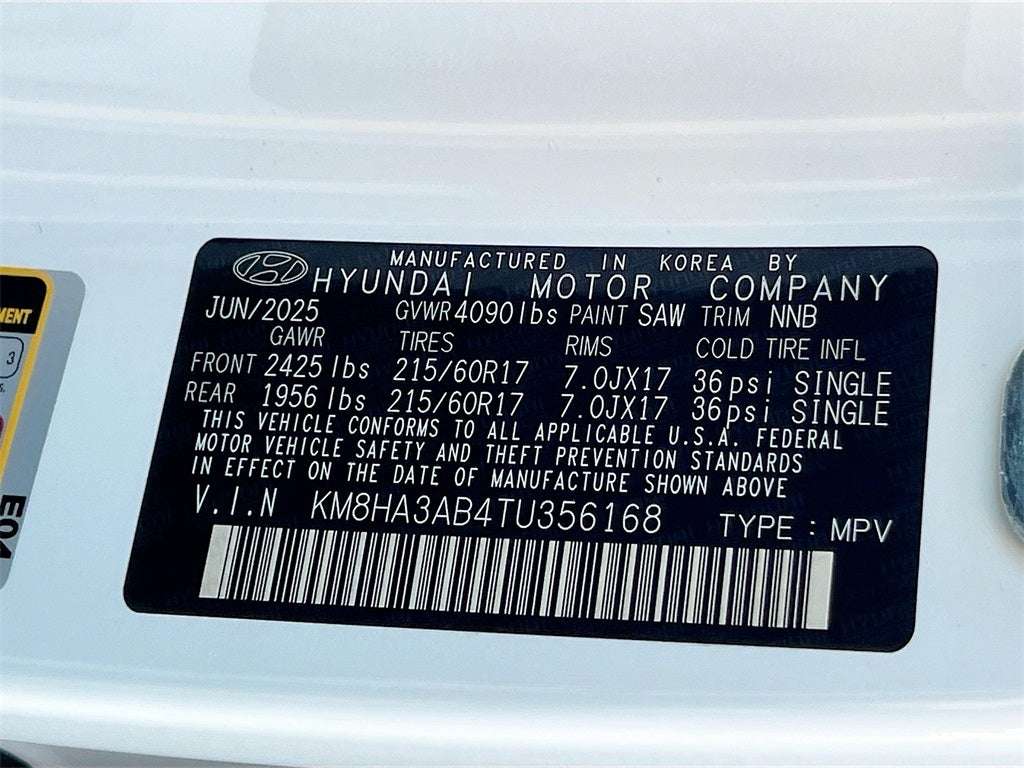 MANUFACTURED IN KOREA BY
HYUNDAI MOTOR COMPANY
JUN/2025 GVWR 4090lbs PAINT SAW TRIM NNB
GAWR TIRES RIMS COLD TIRE INFL
FRONT 2425 lbs 215/60R17 7.0JX17 36psi SINGLE
REAR 1956 lbs 215/60R17 7.0JX17 36psi SINGLE
THIS VEHICLE CONFORMS TO ALL APPLICABLE U.S.A. FEDERAL
MOTOR VEHICLE SAFETY AND THEFT PREVENTION STANDARDS
IN EFFECT ON THE DATE OF MANUFACTURE SHOWN ABOVE
V.I.N KM8HA3AB4TU356168 TYPE : MPV
3
E04